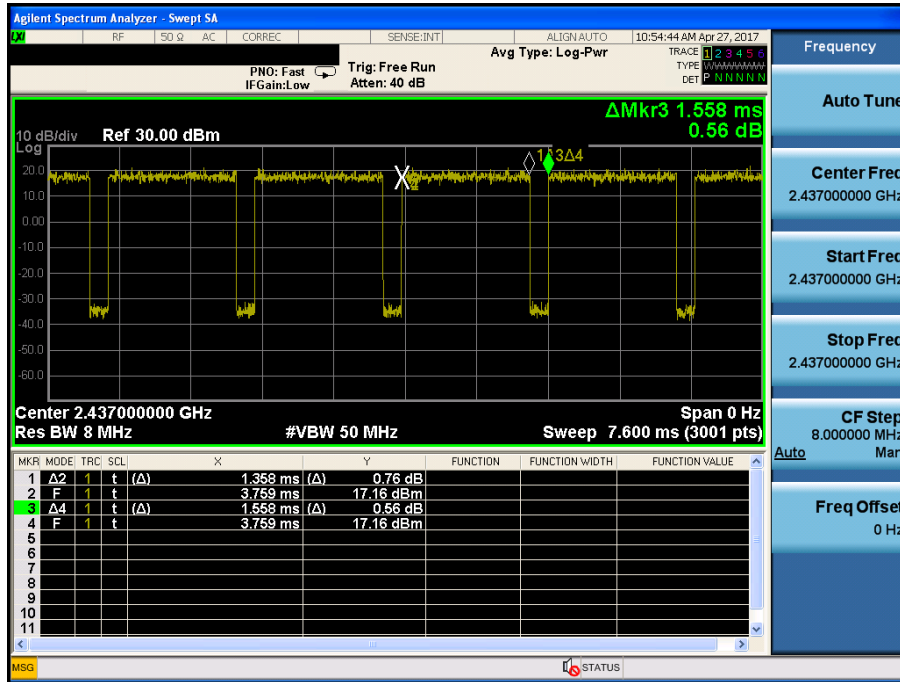 Agilent Spectrum Analyzer - Swept SA
LXI RF 50 Ω AC CORREC SENSE:INT ALIGN AUTO 10:54:44 AM Apr 27, 2017
Avg Type: Log-Pwr
TRACE 1 2 3 4 5 6
TYPE
DET P N N N N N
PNO: Fast
IFGain:Low
Trig: Free Run
Atten: 40 dB
ΔMkr3 1.558 ms
0.56 dB
10 dB/div Ref 30.00 dBm
Log
20.0
10.0
0.00
-10.0
-20.0
-30.0
-40.0
-50.0
-60.0
X
3Δ4
Center 2.437000000 GHz Span 0 Hz
Res BW 8 MHz #VBW 50 MHz Sweep 7.600 ms (3001 pts)
MKR MODE TRC SCL X Y FUNCTION FUNCTION WIDTH FUNCTION VALUE
1 Δ2 1 t (Δ) 1.358 ms (Δ) 0.76 dB
2 F 1 t 3.759 ms 17.16 dBm
3 Δ4 1 t (Δ) 1.558 ms (Δ) 0.56 dB
4 F 1 t 3.759 ms 17.16 dBm
5
6
7
8
9
10
11
MSG STATUS
Frequency
Auto Tune
Center Freq
2.437000000 GHz
Start Freq
2.437000000 GHz
Stop Freq
2.437000000 GHz
CF Step
8.000000 MHz
Auto Man
Freq Offset
0 Hz